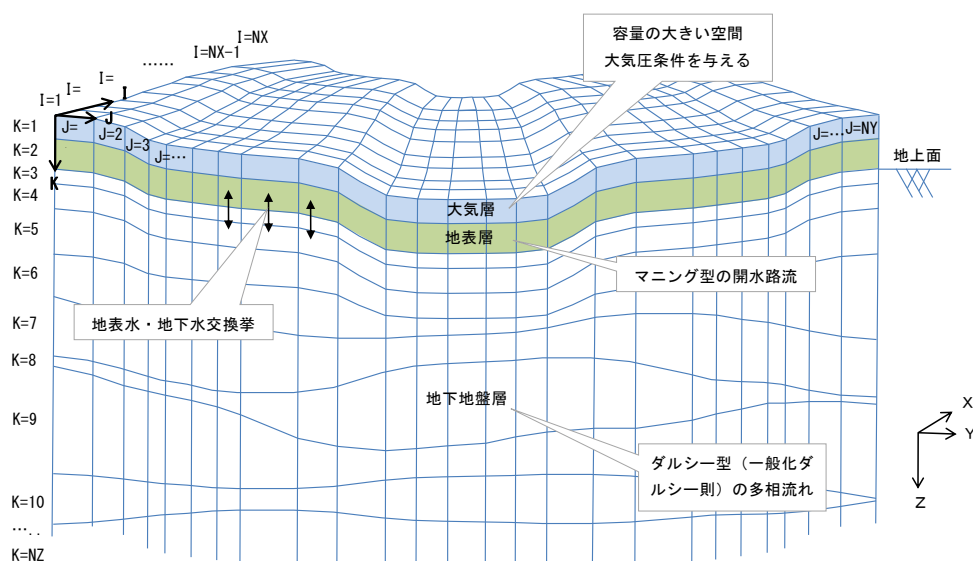 容量の大きい空間
大気圧条件を与える
I=NX
I=NX-1
……
I=
I=
I=1
I
J
K=1
J=
J=2
J=3
J=…
J=…
J=NY
K=2
K=3
K
K=4
地上面
大気層
地表層
K=5
マニング型の開水路流
K=6
地表水・地下水交換挙
K=7
K=8
地下地盤層
K=9
X
Y
Z
ダルシー型（一般化ダ
ルシー則）の多相流れ
K=10
…..
K=NZ